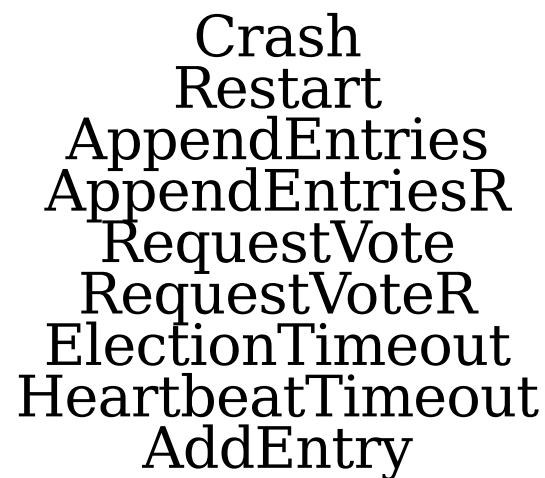 Crash
Restart
AppendEntries
AppendEntriesR
RequestVote
RequestVoteR
ElectionTimeout
HeartbeatTimeout
AddEntry